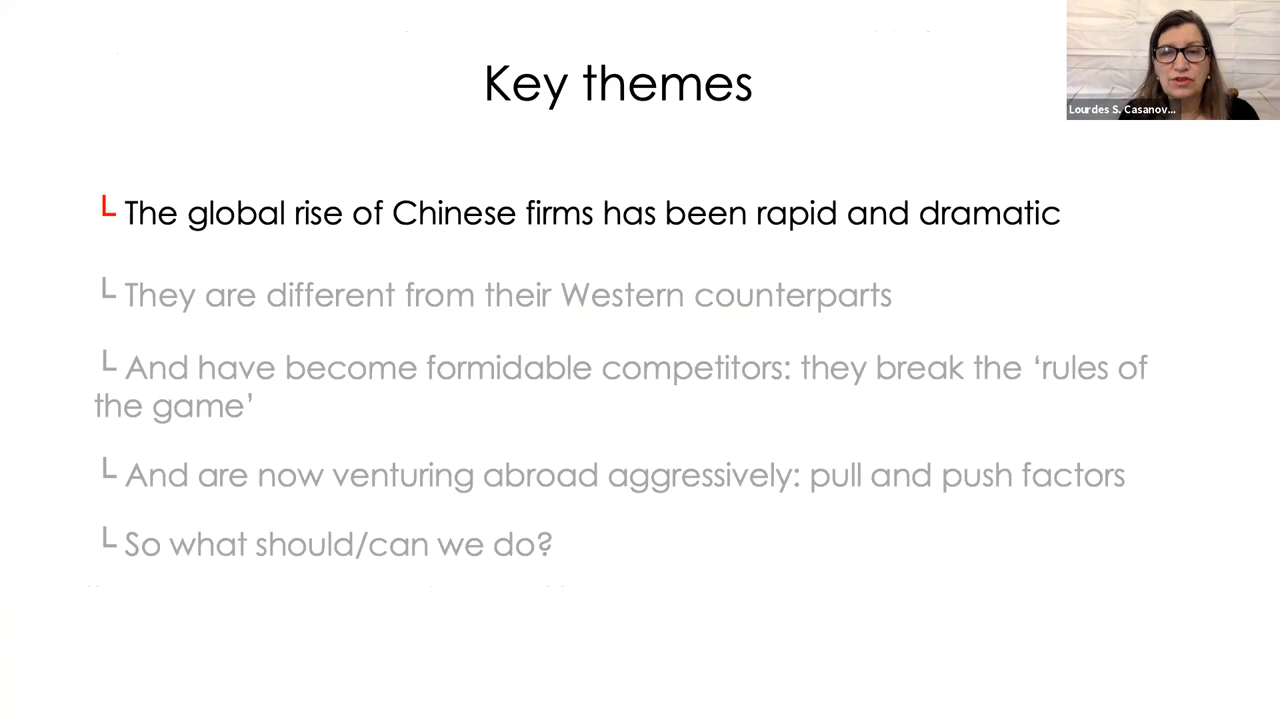 Key themes
Lourdes S. Casanov...
└ The global rise of Chinese firms has been rapid and dramatic
└ They are different from their Western counterparts
└ And have become formidable competitors: they break the ‘rules of
the game’
└ And are now venturing abroad aggressively: pull and push factors
└ So what should/can we do?